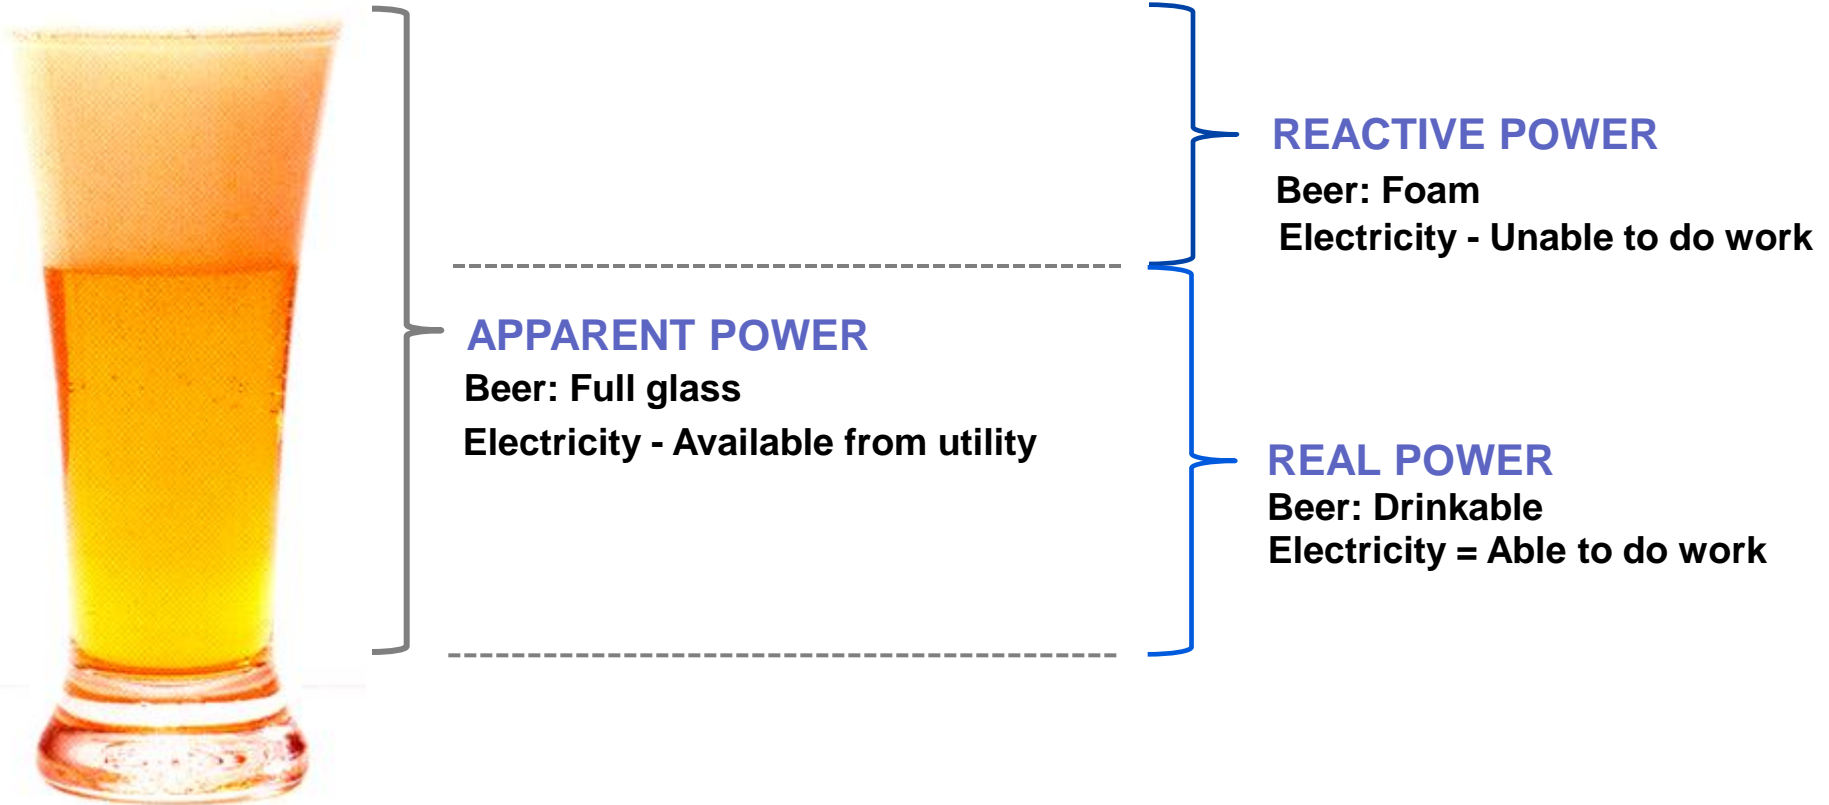 REACTIVE POWER
Beer: Foam
Electricity - Unable to do work
APPARENT POWER
Beer: Full glass
Electricity - Available from utility
REAL POWER
Beer: Drinkable
Electricity = Able to do work